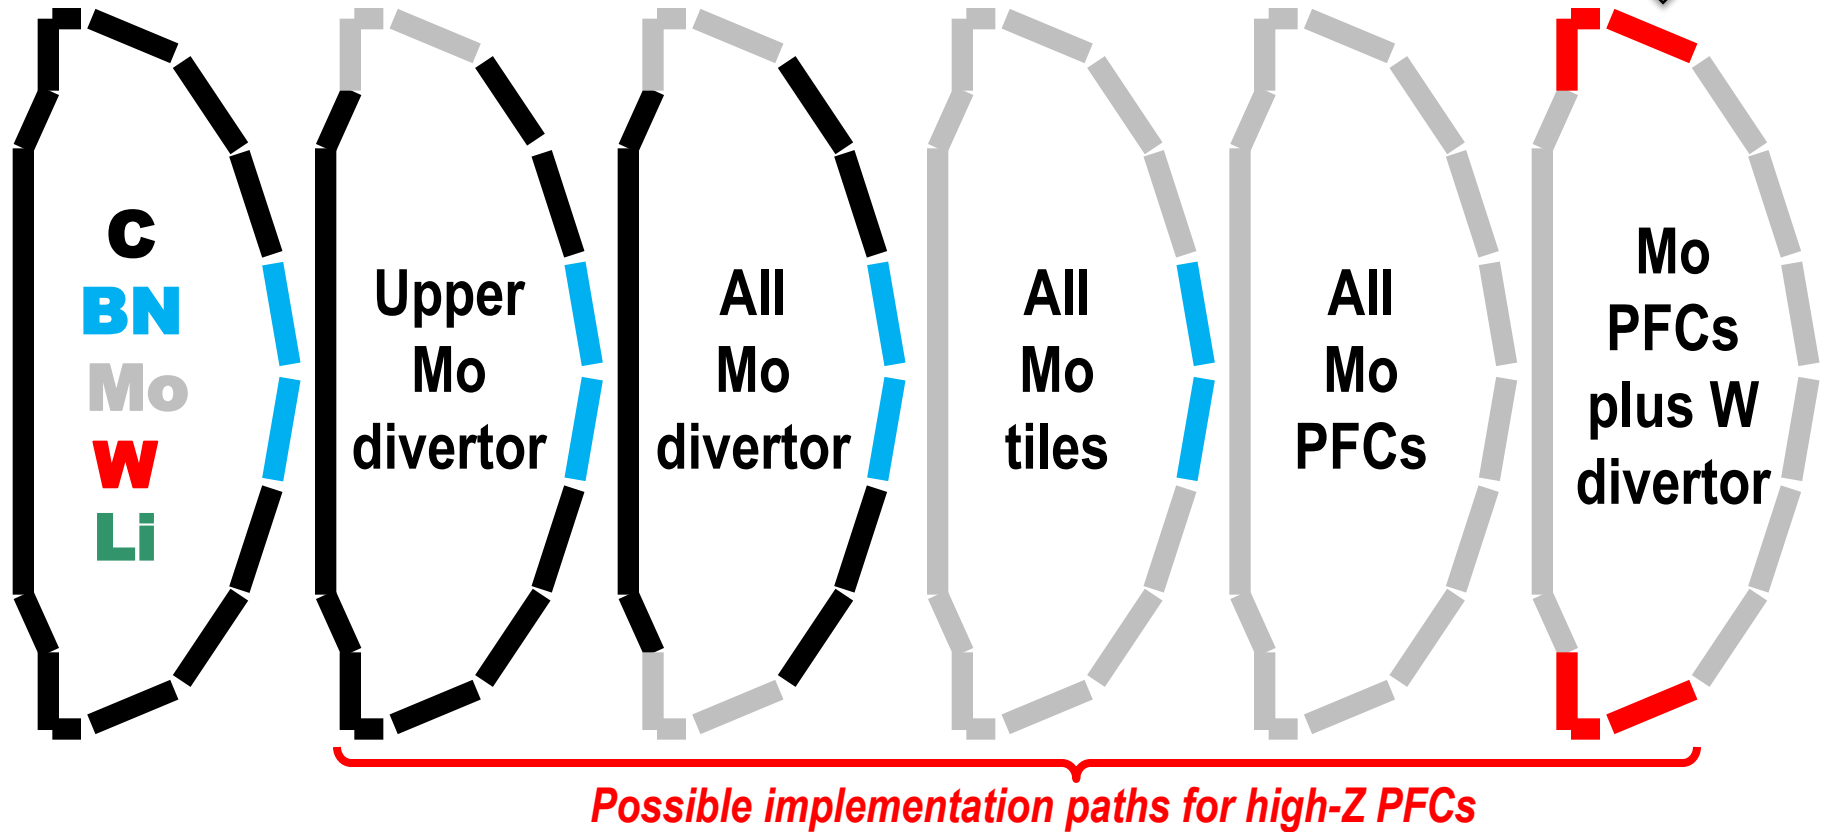 C
BN
Mo
W
Li
Upper
Mo
divertor
All
Mo
divertor
All
Mo
tiles
All
Mo
PFCs
Mo
PFCs
plus W
divertor
Possible implementation paths for high-Z PFCs